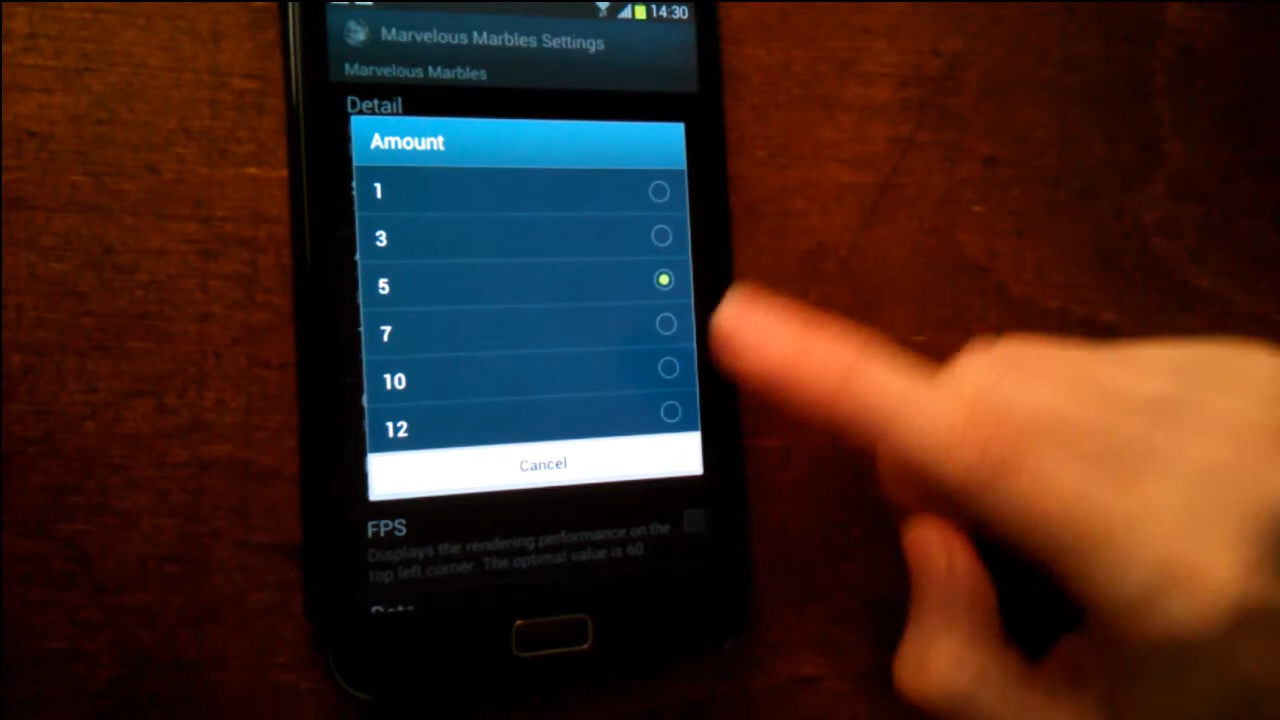 14:30
Marvelous Marbles Settings
Marvelous Marbles
Detail
Amount
1
3
5
7
10
12
Cancel
FPS
Displays the rendering performance on the
top left corner. The optimal value is 60